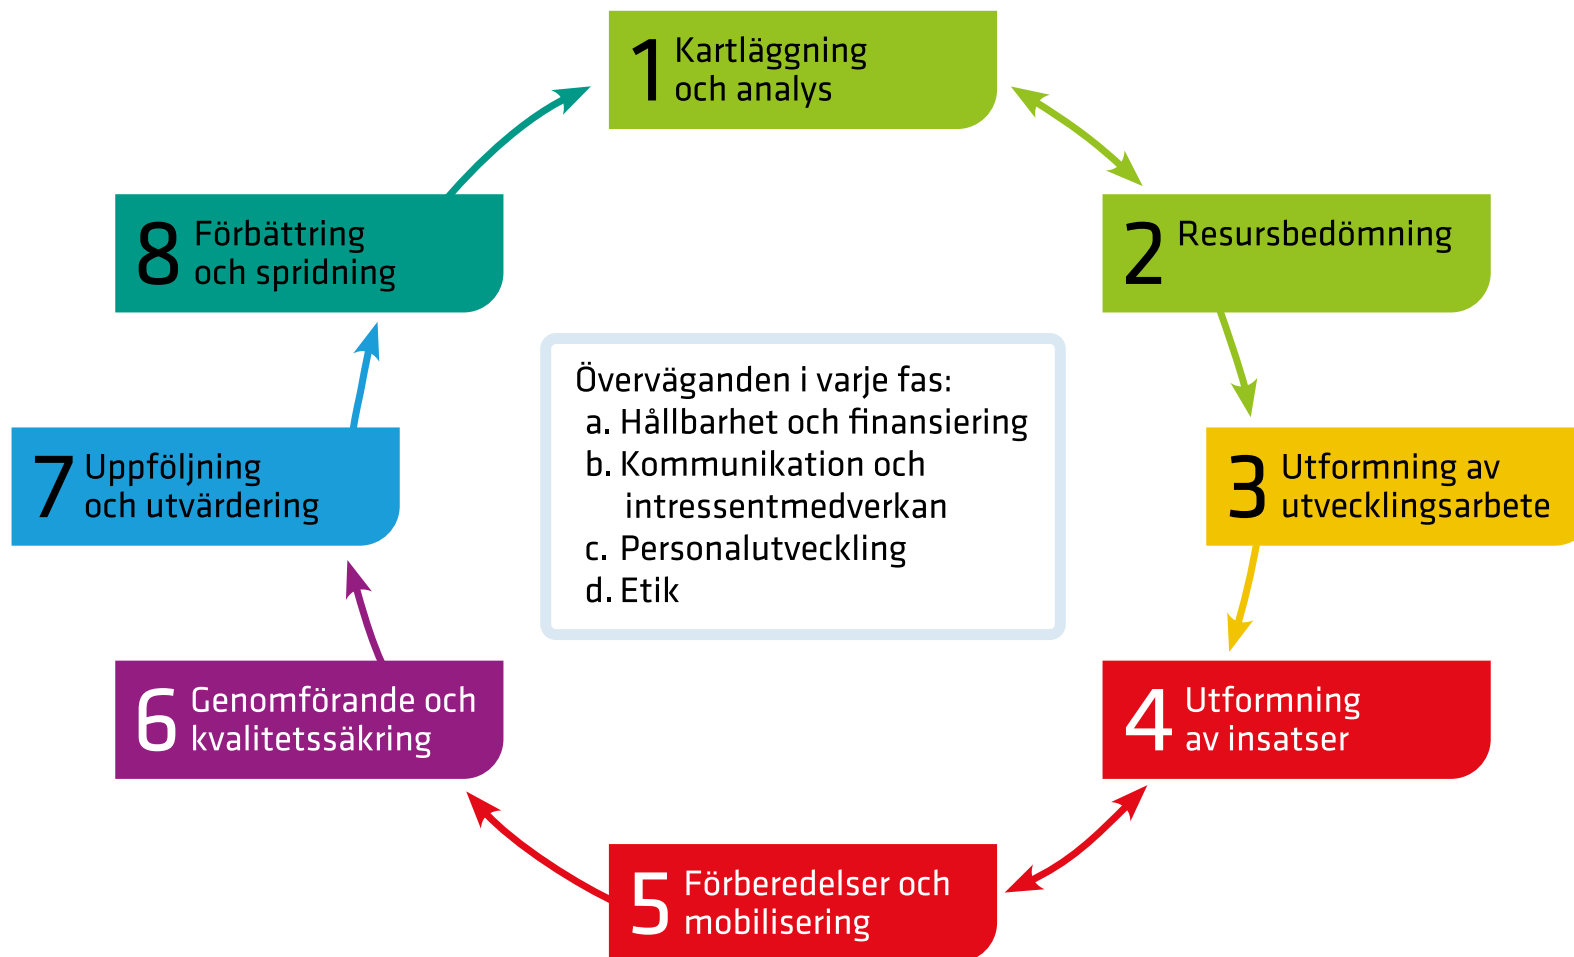 1 Kartläggning
och analys
2 Resursbedömning
3 Utformning av
utvecklingsarbete
4 Utformning
av insatser
5 Förberedelser och
mobilisering
6 Genomförande och
kvalitetssäkring
7 Uppföljning
och utvärdering
8 Förbättring
och spridning
Överväganden i varje fas:
a. Hållbarhet och finansiering
b. Kommunikation och
intressentmedverkan
c. Personalutveckling
d. Etik